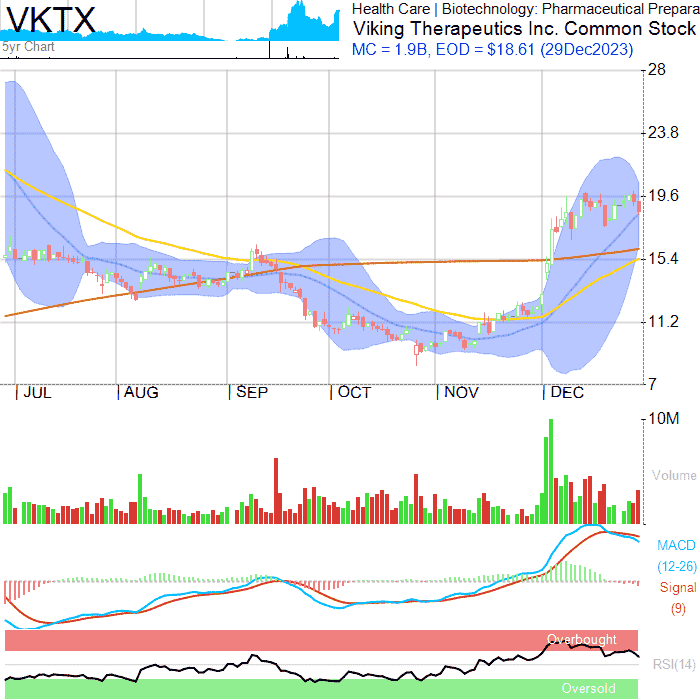 VKTX
Health Care | Biotechnology: Pharmaceutical Prepara
Viking Therapeutics Inc. Common Stock
5yr Chart
MC = 1.9B, EOD = $18.61 (29Dec2023)
28
23.8
19.6
15.4
11.2
7
| JUL | AUG | SEP | OCT | NOV | DEC
10M
Volume
MACD
(12-26)
Signal
(9)
Overbought
RSI(14)
Oversold